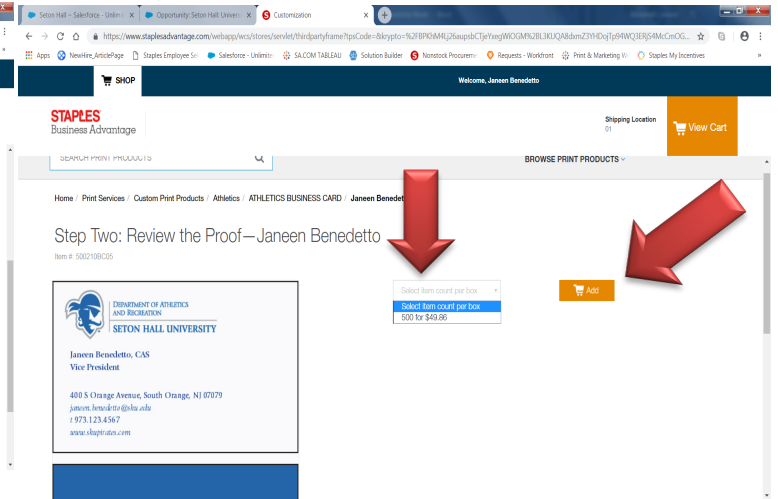 Seton Hall -- Salesforce - Unlimit
Opportunity: Seton Hall Universi
Customization
https://www.staplesadvantage.com/webapp/wcs/stores/servlet/thirdpartyframe?tpsCode=&krypto=
Apps
NewHire_ArticlePage
Staples Employee Se
Salesforce - Unlimite
SA.COM TABLEAU
Solution Builder
Nonstock Procureme
Requests - Workfront
Print & Marketing
Staples My Incentives
»
SHOP
Welcome, Janeen Benedetto
STAPLES
Business Advantage
Shipping Location
01
View Cart
SEARCH PRINT PRODUCTS
BROWSE PRINT PRODUCTS
Home / Print Services / Custom Print Products / Athletics / ATHLETICS BUSINESS CARD / Janeen Benedet
Step Two: Review the Proof—Janeen Benedetto
Item #: 500210BC05
Select item count per box
Add
Select item count per box
500 for $49.86
DEPARTMENT OF ATHLETICS
AND RECREATION
SETON HALL UNIVERSITY
Janeen Benedetto, CAS
Vice President
400 S Orange Avenue, South Orange, NJ 07079
janeen.benedetto@shu.edu
t 973.123.4567
www.shupirates.com